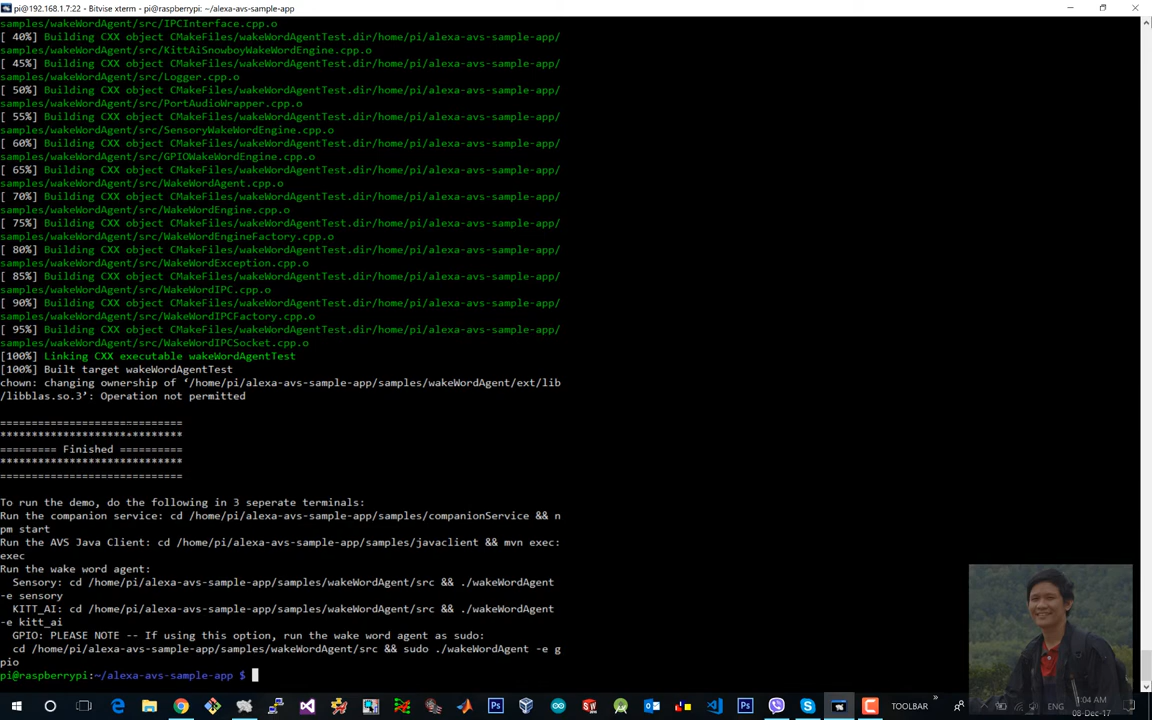 pi@192.168.1.7:22 - Bitvise xterm - pi@raspberrypi: ~/alexa-avs-sample-app
samples/wakeWordAgent/src/IPCInterface.cpp.o
[ 40%] Building CXX object CMakeFiles/wakeWordAgentTest.dir/home/pi/alexa-avs-sample-app/
samples/wakeWordAgent/src/KittAiSnowboyWakeWordEngine.cpp.o
[ 45%] Building CXX object CMakeFiles/wakeWordAgentTest.dir/home/pi/alexa-avs-sample-app/
samples/wakeWordAgent/src/Logger.cpp.o
[ 50%] Building CXX object CMakeFiles/wakeWordAgentTest.dir/home/pi/alexa-avs-sample-app/
samples/wakeWordAgent/src/PortAudioWrapper.cpp.o
[ 55%] Building CXX object CMakeFiles/wakeWordAgentTest.dir/home/pi/alexa-avs-sample-app/
samples/wakeWordAgent/src/SensoryWakeWordEngine.cpp.o
[ 60%] Building CXX object CMakeFiles/wakeWordAgentTest.dir/home/pi/alexa-avs-sample-app/
samples/wakeWordAgent/src/GPIOWakeWordEngine.cpp.o
[ 65%] Building CXX object CMakeFiles/wakeWordAgentTest.dir/home/pi/alexa-avs-sample-app/
samples/wakeWordAgent/src/WakeWordAgent.cpp.o
[ 70%] Building CXX object CMakeFiles/wakeWordAgentTest.dir/home/pi/alexa-avs-sample-app/
samples/wakeWordAgent/src/WakeWordEngine.cpp.o
[ 75%] Building CXX object CMakeFiles/wakeWordAgentTest.dir/home/pi/alexa-avs-sample-app/
samples/wakeWordAgent/src/WakeWordEngineFactory.cpp.o
[ 80%] Building CXX object CMakeFiles/wakeWordAgentTest.dir/home/pi/alexa-avs-sample-app/
samples/wakeWordAgent/src/WakeWordException.cpp.o
[ 85%] Building CXX object CMakeFiles/wakeWordAgentTest.dir/home/pi/alexa-avs-sample-app/
samples/wakeWordAgent/src/WakeWordIPC.cpp.o
[ 90%] Building CXX object CMakeFiles/wakeWordAgentTest.dir/home/pi/alexa-avs-sample-app/
samples/wakeWordAgent/src/WakeWordIPCFactory.cpp.o
[ 95%] Building CXX object CMakeFiles/wakeWordAgentTest.dir/home/pi/alexa-avs-sample-app/
samples/wakeWordAgent/src/WakeWordIPCSocket.cpp.o
[100%] Linking CXX executable wakeWordAgentTest
[100%] Built target wakeWordAgentTest
chown: changing ownership of ‘/home/pi/alexa-avs-sample-app/samples/wakeWordAgent/ext/lib
/libblas.so.3’: Operation not permitted
===============================
*******************************
========= Finished ==========
*******************************
===============================
To run the demo, do the following in 3 seperate terminals:
Run the companion service: cd /home/pi/alexa-avs-sample-app/samples/companionService && n
pm start
Run the AVS Java Client: cd /home/pi/alexa-avs-sample-app/samples/javaclient && mvn exec:
exec
Run the wake word agent:
Sensory: cd /home/pi/alexa-avs-sample-app/samples/wakeWordAgent/src && ./wakeWordAgent
-e sensory
KITT_AI: cd /home/pi/alexa-avs-sample-app/samples/wakeWordAgent/src && ./wakeWordAgent
-e kitt_ai
GPIO: PLEASE NOTE -- If using this option, run the wake word agent as sudo:
cd /home/pi/alexa-avs-sample-app/samples/wakeWordAgent/src && sudo ./wakeWordAgent -e g
pio
pi@raspberrypi:~/alexa-avs-sample-app $
TOOLBAR
ENG
1:04 AM
08-Dec-17